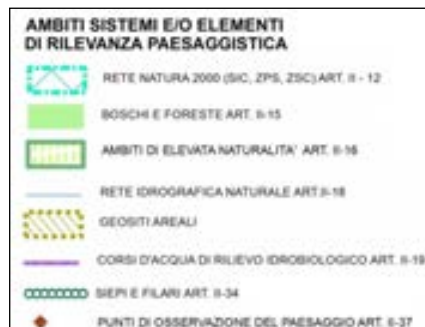 AMBITI SISTEMI E/O ELEMENTI
DI RILEVANZA PAESAGGISTICA
RETE NATURA 2000 (SIC, ZPS, ZSC) ART. II - 12
BOSCHI E FORESTE ART. II-15
AMBITI DI ELEVATA NATURALITA' ART. II-16
RETE IDROGRAFICA NATURALE ART.II-18
GEOSITI AREALI
CORSI D'ACQUA DI RILIEVO IDROBIOLOGICO ART. II-19
SIEPI E FILARI ART. II-34
PUNTI DI OSSERVAZIONE DEL PAESAGGIO ART. II-37